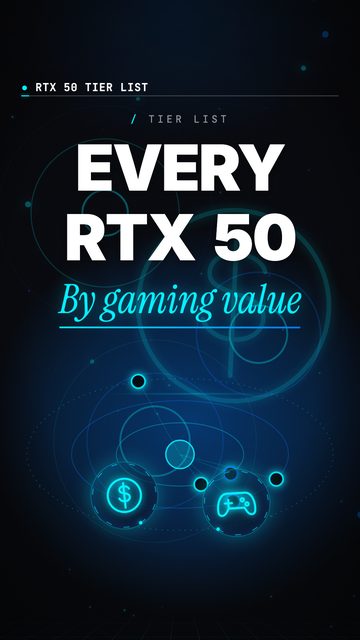 RTX 50 TIER LIST
/ TIER LIST
EVERY
RTX 50
By gaming value
$